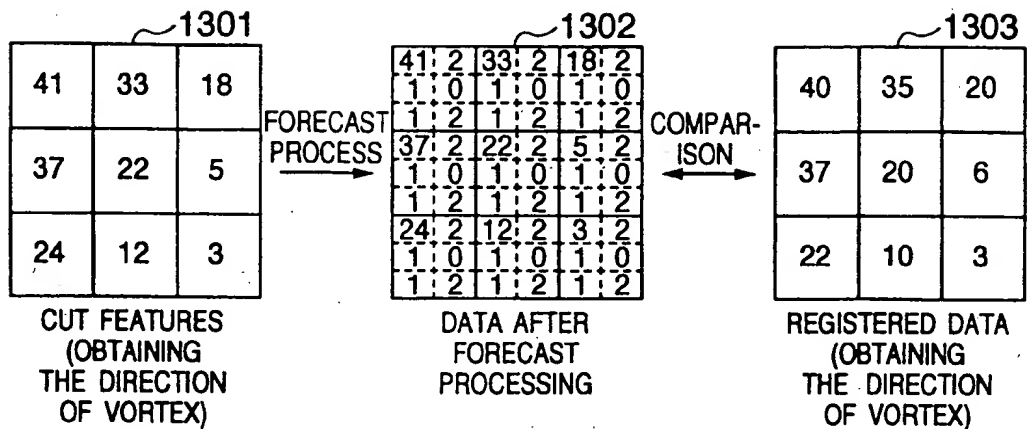 1301
41 33 18
37 22 5
24 12 3
CUT FEATURES
(OBTAINING
THE DIRECTION
OF VORTEX)
FORECAST
PROCESS
1302
41 2 33 2 18 2
1 0 1 0 1 0
1 2 1 2 1 2
37 2 22 2 5 2
1 0 1 0 1 0
1 2 1 2 1 2
24 2 12 2 3 2
1 0 1 0 1 0
1 2 1 2 1 2
DATA AFTER
FORECAST
PROCESSING
COMPAR-
ISON
1303
40 35 20
37 20 6
22 10 3
REGISTERED DATA
(OBTAINING
THE DIRECTION
OF VORTEX)